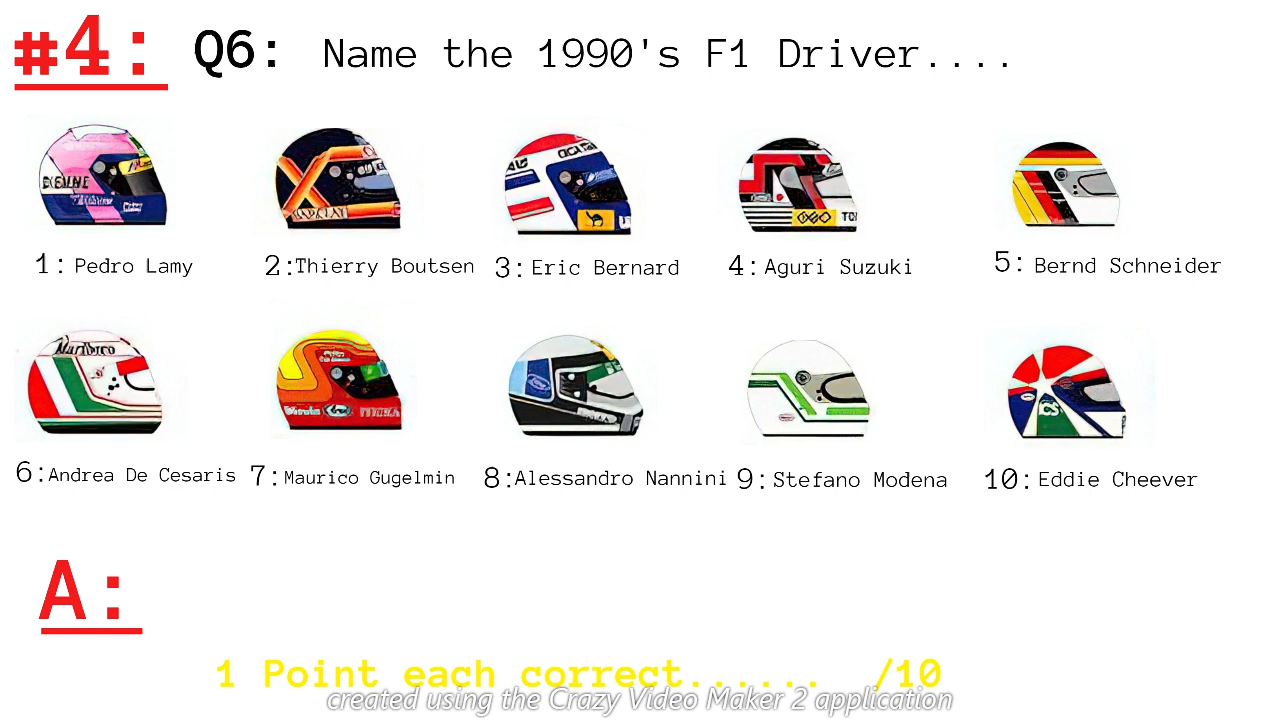 #4: Q6: Name the 1990's F1 Driver....
1: Pedro Lamy
2:Thierry Boutsen
3: Eric Bernard
4: Aguri Suzuki
5: Bernd Schneider
Marlboro
6:Andrea De Cesaris
7: Maurico Gugelmin
8:Alessandro Nannini
9: Stefano Modena
10: Eddie Cheever
A:
1 Point each correct...... /10
created using the Crazy Video Maker 2 application